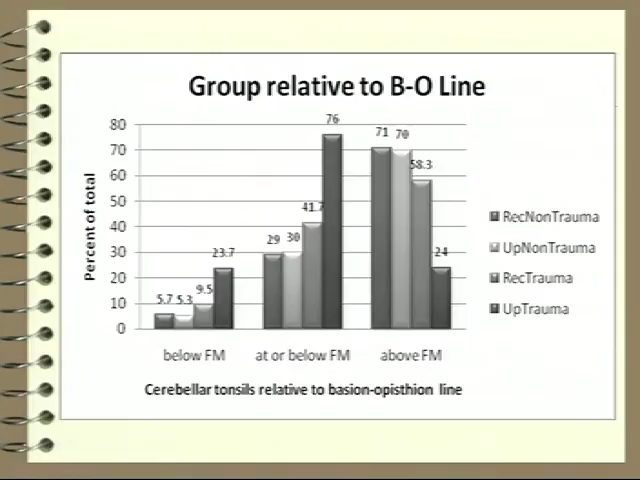 Group relative to B-O Line
Percent of total
80
70
60
50
40
30
20
10
0
5.7 5.3 9.5 23.7
29 30 41.7 76
71 70 58.3 24
below FM at or below FM above FM
Cerebellar tonsils relative to basion-opisthion line
RecNonTrauma
UpNonTrauma
RecTrauma
UpTrauma